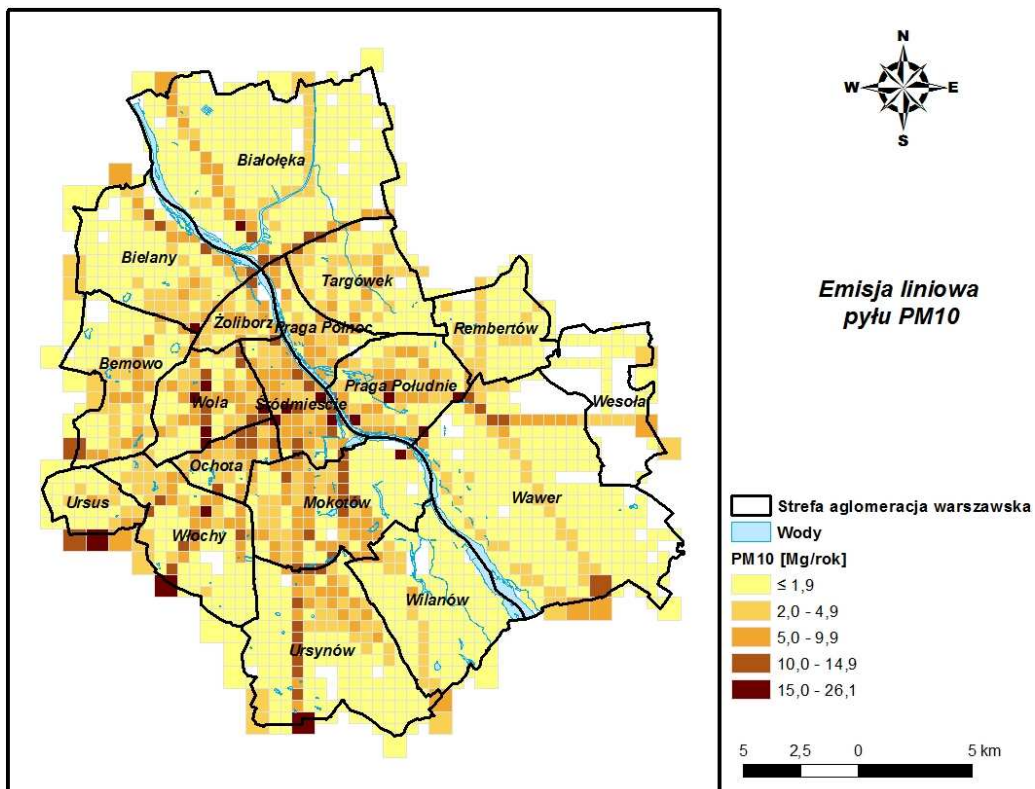 N
W E
S
Białołęka
Bielany
Targówek
Żoliborz
Praga Północ
Rembertów
Bemowo
Praga Południe
Wesoła
Wola
Śródmieście
Ochota
Ursus
Mokotów
Wawer
Włochy
Wilanów
Ursynów
Emisja liniowa
pyłu PM10
Strefa aglomeracja warszawska
Wody
PM10 [Mg/rok]
≤ 1,9
2,0 - 4,9
5,0 - 9,9
10,0 - 14,9
15,0 - 26,1
5 2,5 0 5 km